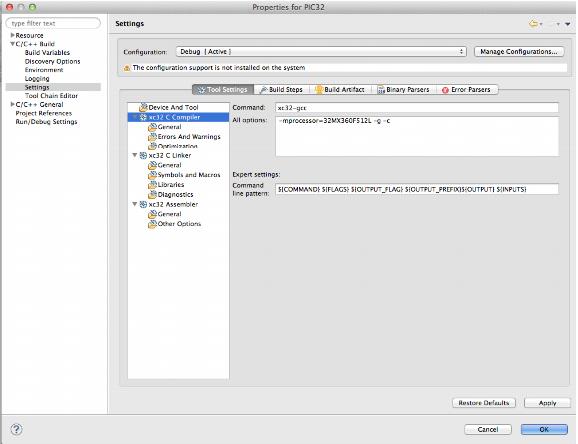 Properties for PIC32
type filter text
Resource
C/C++ Build
Build Variables
Discovery Options
Environment
Logging
Settings
Tool Chain Editor
C/C++ General
Project References
Run/Debug Settings
Settings
Configuration: Debug [ Active ] Manage Configurations...
The configuration support is not installed on the system
Tool Settings Build Steps Build Artifact Binary Parsers Error Parsers
Device And Tool
xc32 C Compiler
General
Errors And Warnings
Optimization
xc32 C Linker
General
Symbols and Macros
Libraries
Diagnostics
xc32 Assembler
General
Other Options
Command: xc32-gcc
All options: -mprocessor=32MX360F512L -g -c
Expert settings:
Command
line pattern: ${COMMAND} ${FLAGS} ${OUTPUT_FLAG} ${OUTPUT_PREFIX}${OUTPUT} ${INPUTS}
Restore Defaults Apply
? Cancel OK